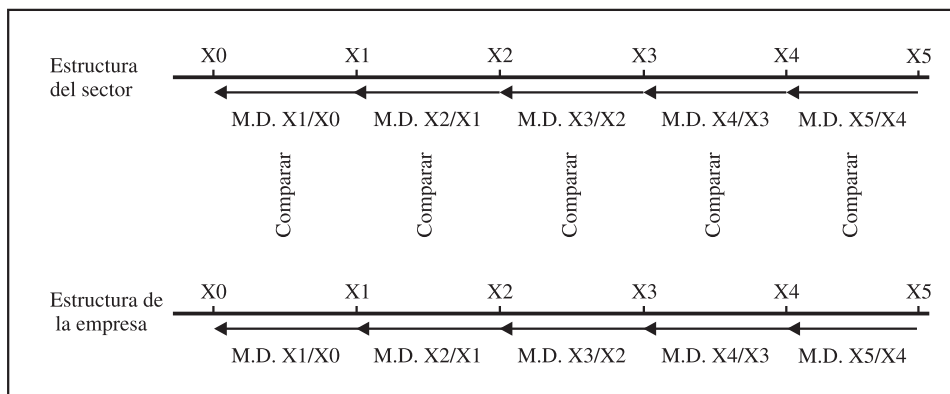 X0 X1 X2 X3 X4 X5
Estructura
del sector
M.D. X1/X0 M.D. X2/X1 M.D. X3/X2 M.D. X4/X3 M.D. X5/X4
Comparar Comparar Comparar Comparar Comparar
X0 X1 X2 X3 X4 X5
Estructura de
la empresa
M.D. X1/X0 M.D. X2/X1 M.D. X3/X2 M.D. X4/X3 M.D. X5/X4